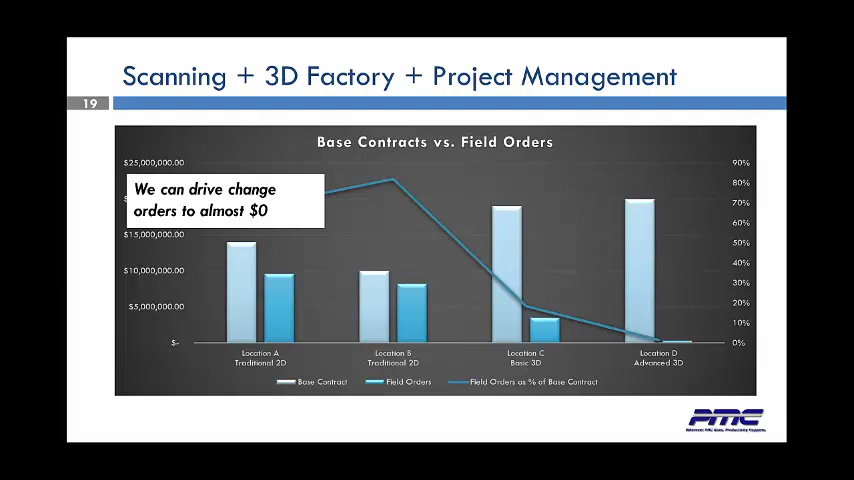 Scanning + 3D Factory + Project Management
19
Base Contracts vs. Field Orders
$25,000,000.00
We can drive change
orders to almost $0
$15,000,000.00
$10,000,000.00
$5,000,000.00
$-
90%
80%
70%
60%
50%
40%
30%
20%
10%
0%
Location A
Traditional 2D
Location B
Traditional 2D
Location C
Basic 3D
Location D
Advanced 3D
Base Contract
Field Orders
Field Orders as % of Base Contract
PMC